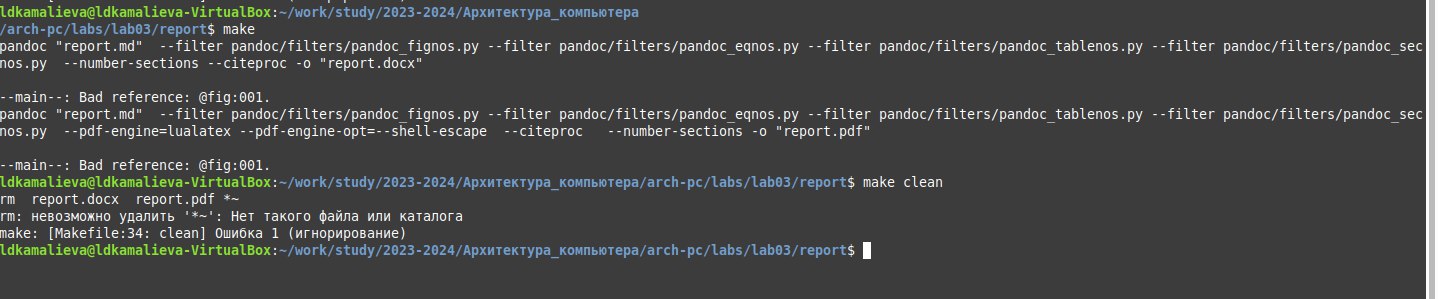 ldkamalieva@ldkamalieva-VirtualBox:~/work/study/2023-2024/Архитектура_компьютера
/arch-pc/labs/lab03/report$ make
pandoc "report.md"  --filter pandoc/filters/pandoc_fignos.py --filter pandoc/filters/pandoc_eqnos.py --filter pandoc/filters/pandoc_tablenos.py --filter pandoc/filters/pandoc_sec
nos.py  --number-sections --citeproc -o "report.docx"
--main--: Bad reference: @fig:001.
pandoc "report.md"  --filter pandoc/filters/pandoc_fignos.py --filter pandoc/filters/pandoc_eqnos.py --filter pandoc/filters/pandoc_tablenos.py --filter pandoc/filters/pandoc_sec
nos.py  --pdf-engine=lualatex --pdf-engine-opt=--shell-escape  --citeproc   --number-sections -o "report.pdf"
--main--: Bad reference: @fig:001.
ldkamalieva@ldkamalieva-VirtualBox:~/work/study/2023-2024/Архитектура_компьютера/arch-pc/labs/lab03/report$ make clean
rm  report.docx  report.pdf *~
rm: невозможно удалить '*~': Нет такого файла или каталога
make: [Makefile:34: clean] Ошибка 1 (игнорирование)
ldkamalieva@ldkamalieva-VirtualBox:~/work/study/2023-2024/Архитектура_компьютера/arch-pc/labs/lab03/report$